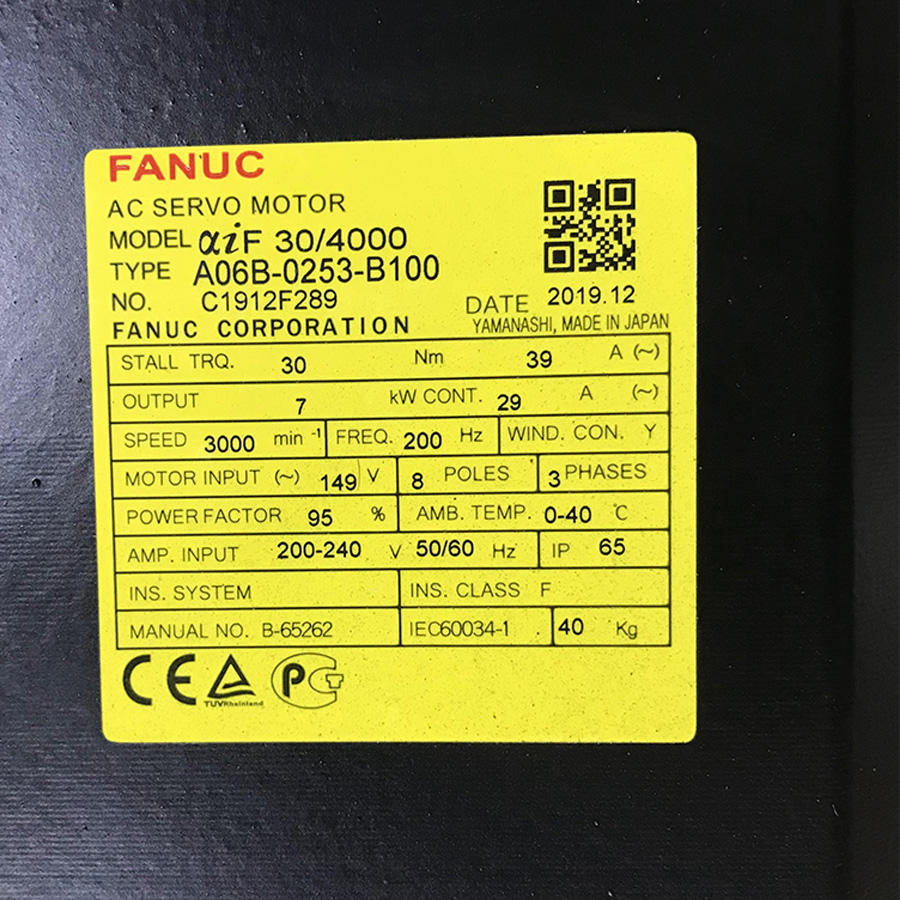 FANUC
AC SERVO MOTOR
MODEL αiF 30/4000
TYPE A06B-0253-B100
NO. C1912F289
DATE 2019.12
FANUC CORPORATION
YAMANASHI, MADE IN JAPAN
STALL TRQ. 30 Nm 39 A (~)
OUTPUT 7 kW CONT. 29 A (~)
SPEED 3000 min -1 FREQ. 200 Hz WIND. CON. Y
MOTOR INPUT (~) 149 V 8 POLES 3 PHASES
POWER FACTOR 95 % AMB. TEMP. 0-40 ℃
AMP. INPUT 200-240 V 50/60 Hz IP 65
INS. SYSTEM INS. CLASS F
MANUAL NO. B-65262 IEC60034-1 40 Kg
CE TUVRheinland PCT